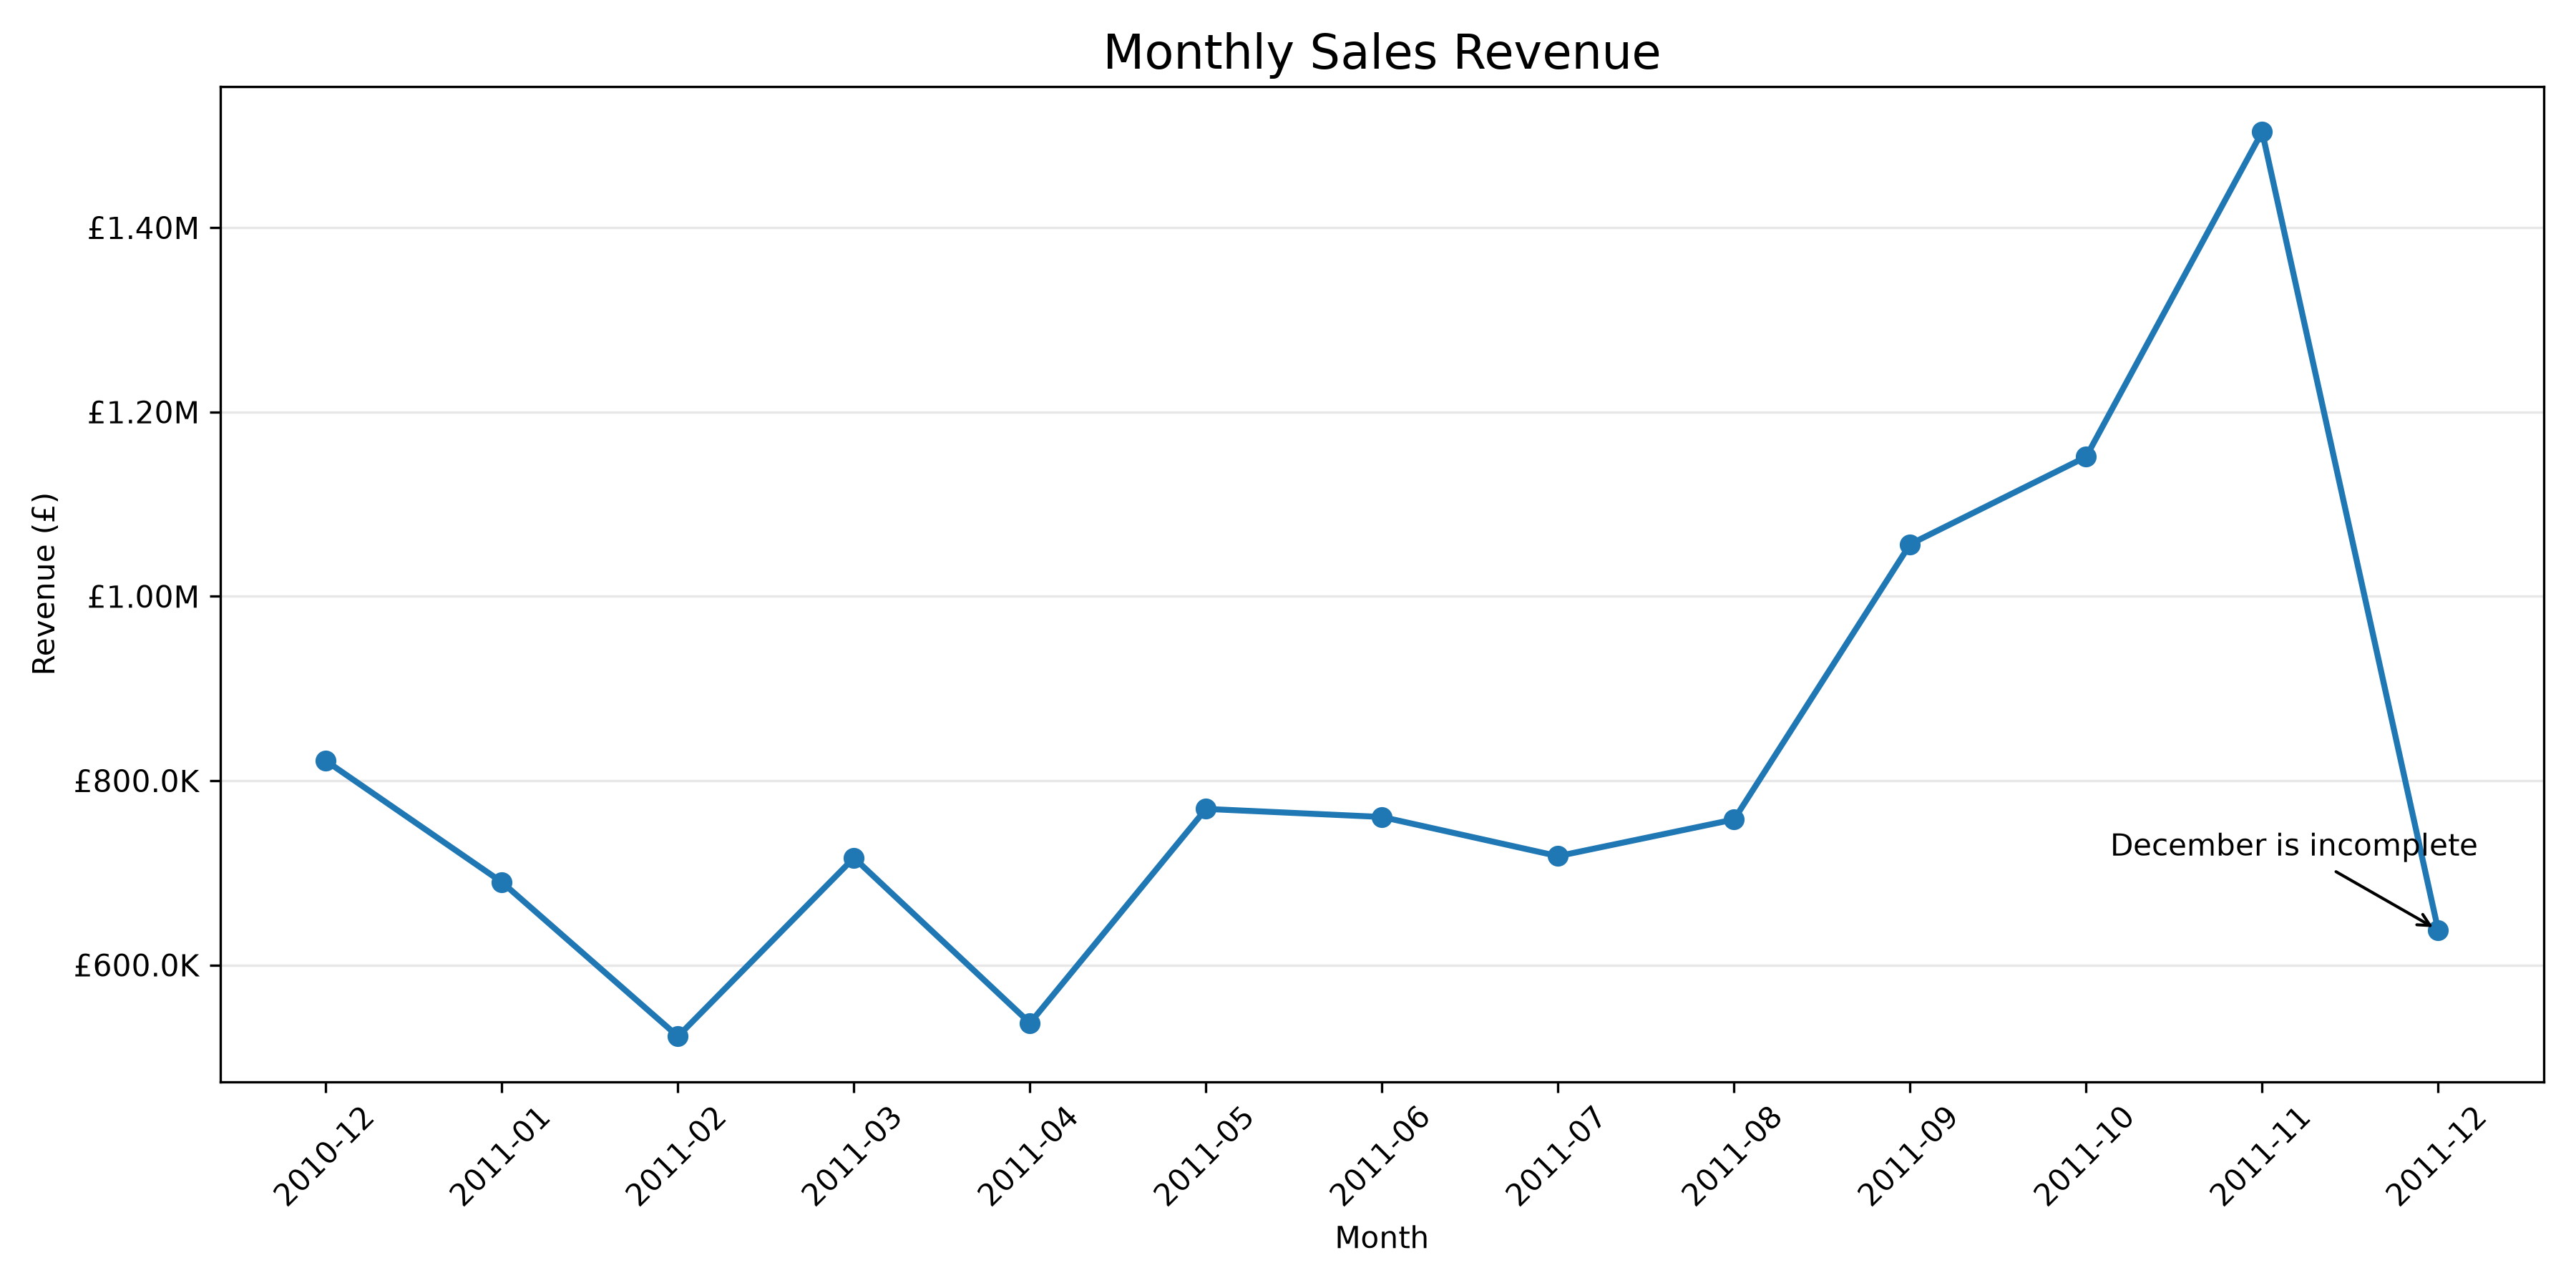 Monthly Sales Revenue
£1.40M
£1.20M
£1.00M
£800.0K
£600.0K
Revenue (£)
December is incomplete
2010-12
2011-01
2011-02
2011-03
2011-04
2011-05
2011-06
2011-07
2011-08
2011-09
2011-10
2011-11
2011-12
Month